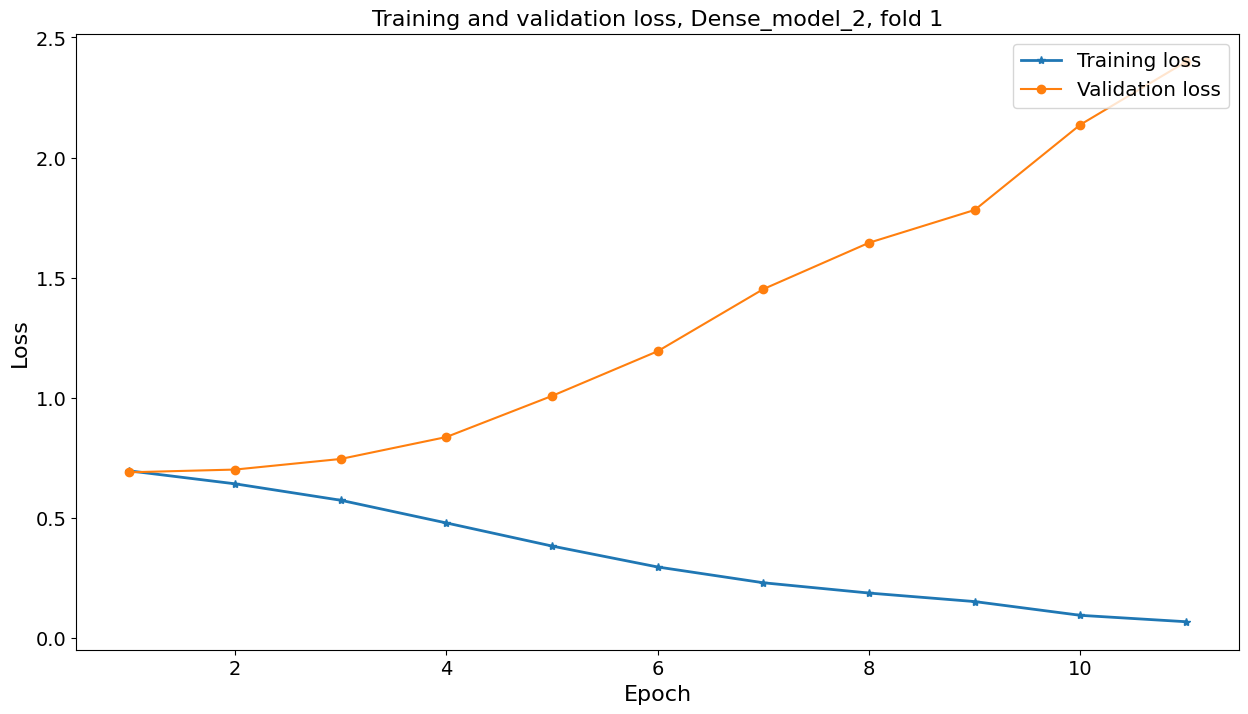 Training and validation loss, Dense_model_2, fold 1
Training loss
Validation loss
2.5
2.0
1.5
1.0
0.5
0.0
Loss
2 4 6 8 10
Epoch